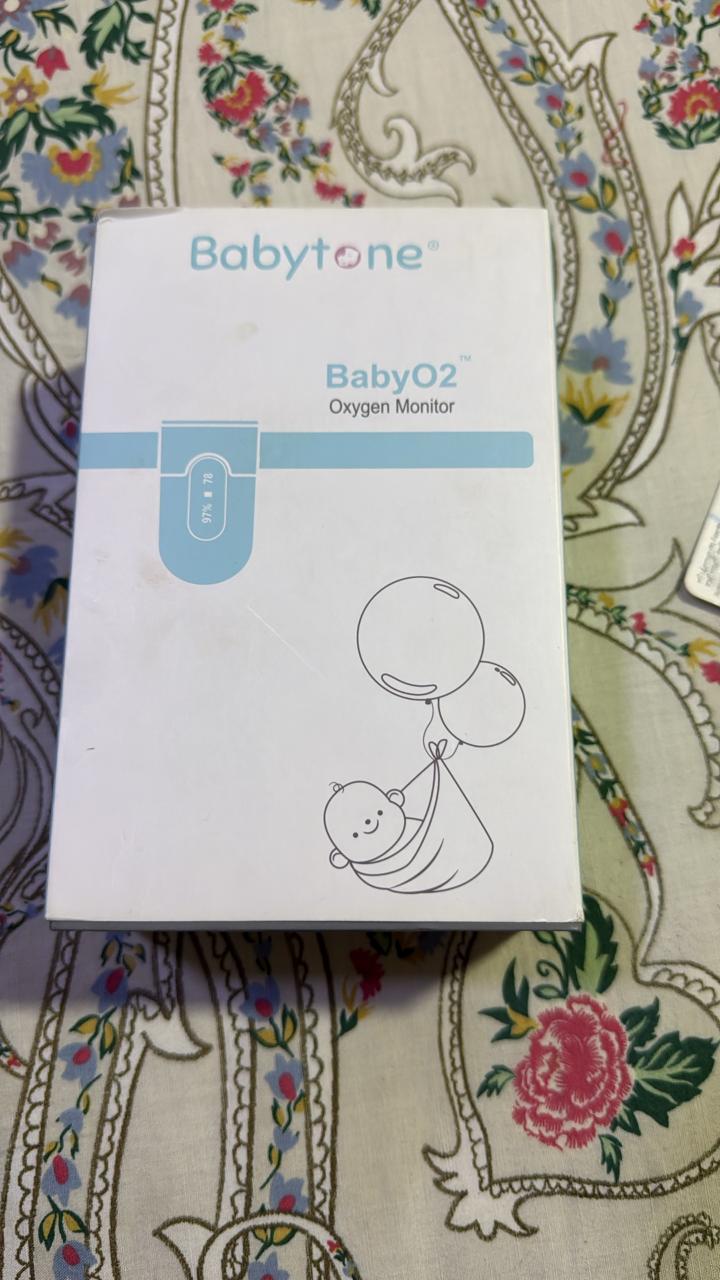 Babytone®
BabyO2™
Oxygen Monitor
97% 78